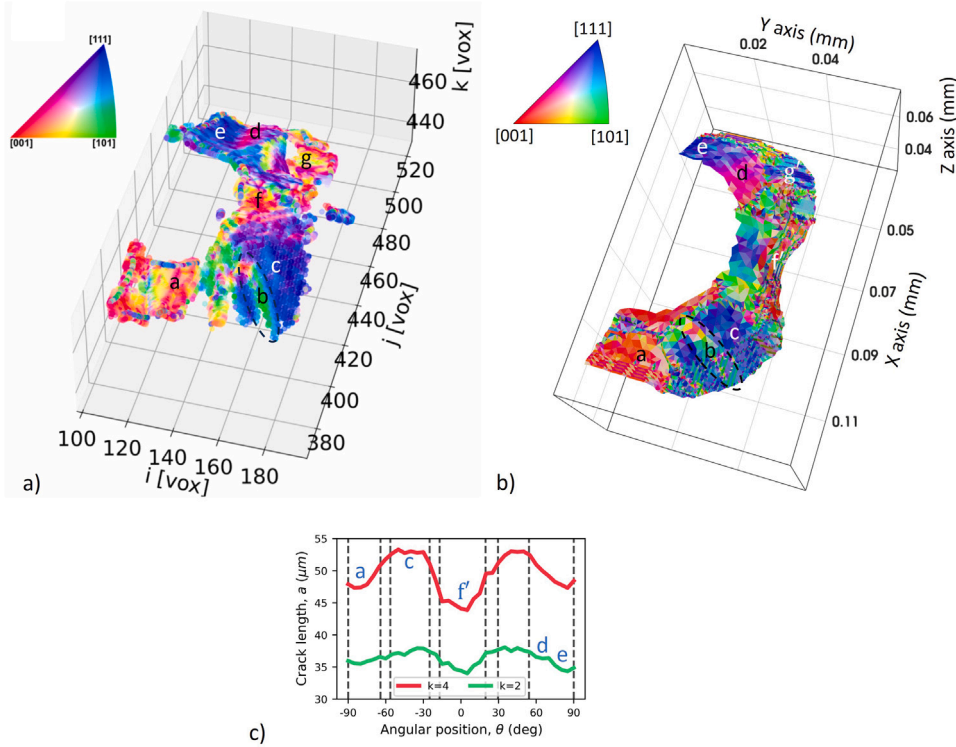 [111]
[001]
[101]
k [vox]
460
440
520
500
480
460
440
420
400
380
j [vox]
100
120
140
160
180
i [vox]
e
d
g
f
c
b
a
a)
[111]
[001]
[101]
Y axis (mm)
0.02
0.04
0.06
0.04
Z axis (mm)
0.05
0.07
0.09
0.11
X axis (mm)
e
d
g'
f'
c
b
a
b)
55
50
45
40
35
30
Crack length, a (μm)
a
c
f′
d
e
k=4 k=2
-90 -60 -30 0 30 60 90
Angular position, θ (deg)
c)